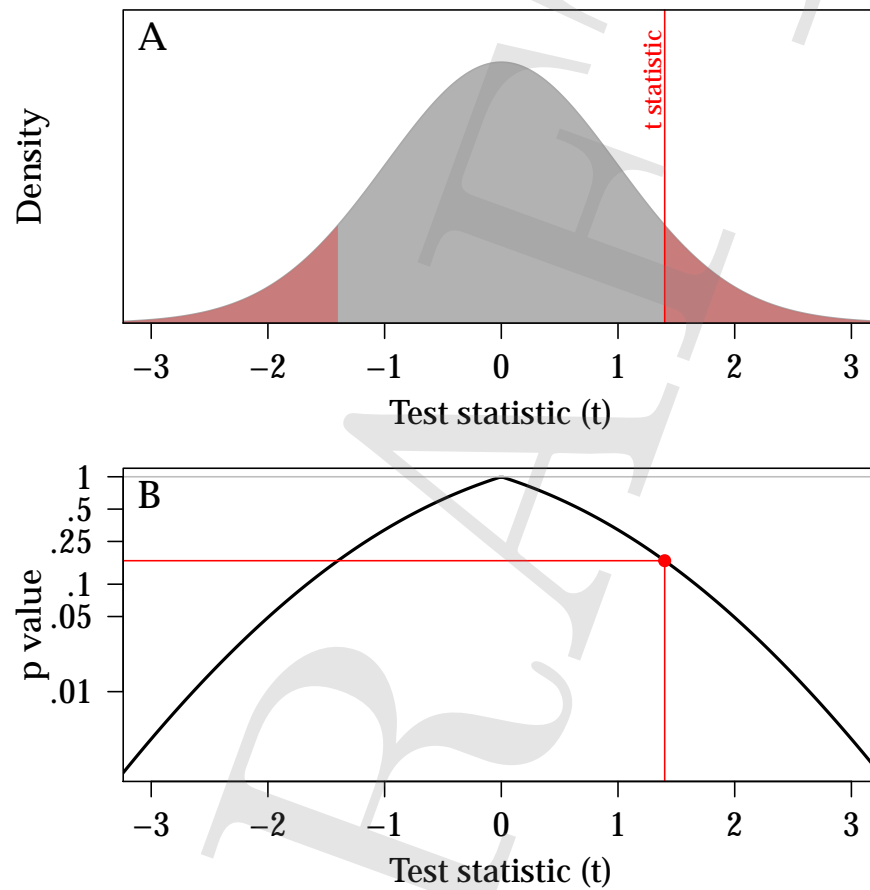 A
t statistic
Density
−3 −2 −1 0 1 2 3
Test statistic (t)
B
1
.5
.25
.1
.05
.01
p value
−3 −2 −1 0 1 2 3
Test statistic (t)